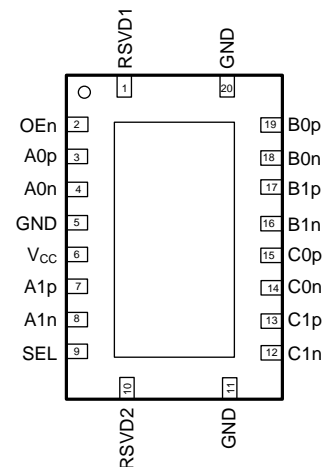 RSVD1
GND
1
20
OEn 2
19 B0p
A0p 3
18 B0n
A0n 4
17 B1p
GND 5
16 B1n
VCC 6
15 C0p
A1p 7
14 C0n
A1n 8
13 C1p
SEL 9
12 C1n
10
11
RSVD2
GND